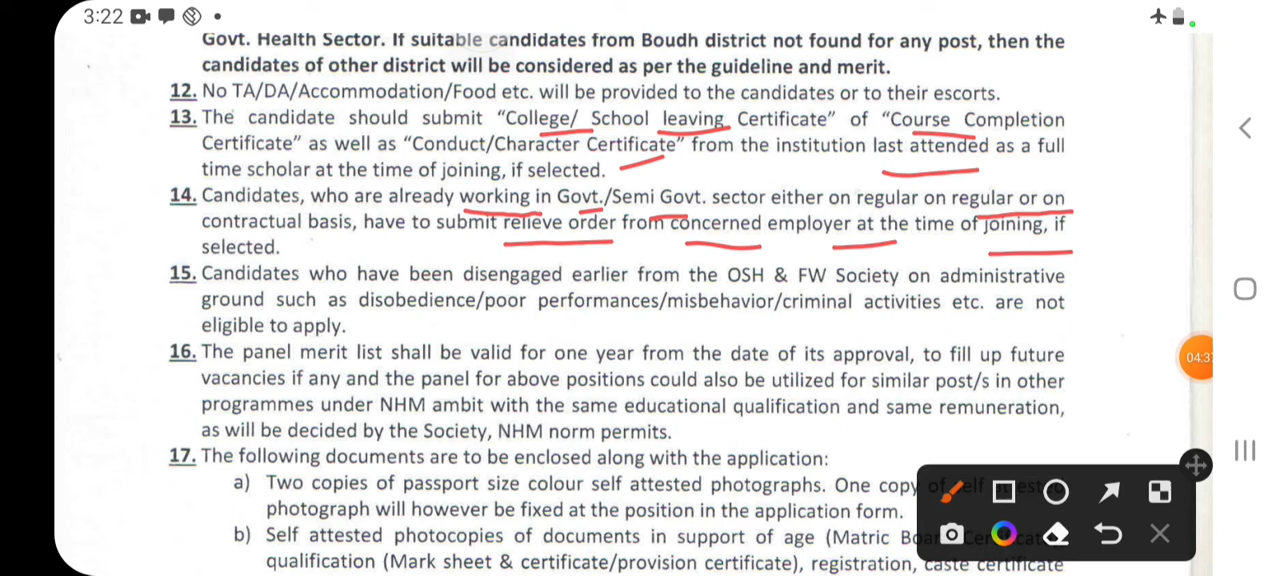 3:22
Govt. Health Sector. If suitable candidates from Boudh district not found for any post, then the
candidates of other district will be considered as per the guideline and merit.
12. No TA/DA/Accommodation/Food etc. will be provided to the candidates or to their escorts.
13. The candidate should submit “College/ School leaving Certificate” of “Course Completion
Certificate” as well as “Conduct/Character Certificate” from the institution last attended as a full
time scholar at the time of joining, if selected.
14. Candidates, who are already working in Govt./Semi Govt. sector either on regular on regular or on
contractual basis, have to submit relieve order from concerned employer at the time of joining, if
selected.
15. Candidates who have been disengaged earlier from the OSH & FW Society on administrative
ground such as disobedience/poor performances/misbehavior/criminal activities etc. are not
eligible to apply.
16. The panel merit list shall be valid for one year from the date of its approval, to fill up future
vacancies if any and the panel for above positions could also be utilized for similar post/s in other
programmes under NHM ambit with the same educational qualification and same remuneration,
as will be decided by the Society, NHM norm permits.
17. The following documents are to be enclosed along with the application:
a) Two copies of passport size colour self attested photographs. One copy of self
photograph will however be fixed at the position in the application form.
b) Self attested photocopies of documents in support of age (Matric
qualification (Mark sheet & certificate/provision certificate), registration, caste certificate